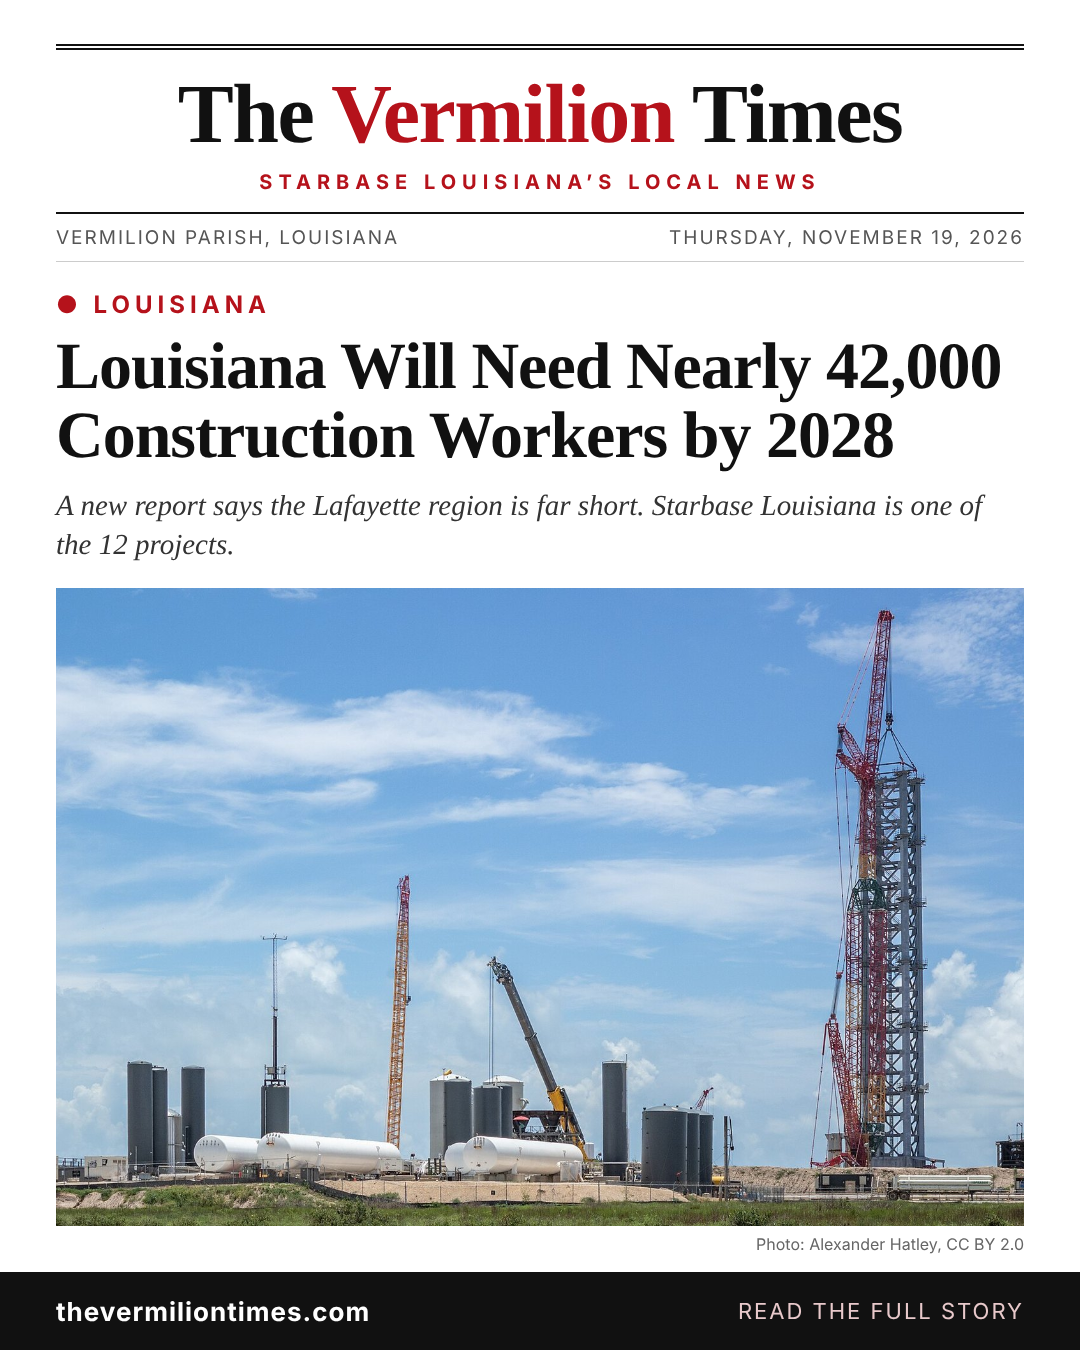 The Vermilion Times
STARBASE LOUISIANA’S LOCAL NEWS
VERMILION PARISH, LOUISIANA
THURSDAY, NOVEMBER 19, 2026
LOUISIANA
Louisiana Will Need Nearly 42,000
Construction Workers by 2028
A new report says the Lafayette region is far short. Starbase Louisiana is one of
the 12 projects.
Photo: Alexander Hatley, CC BY 2.0
thevermiliontimes.com
READ THE FULL STORY